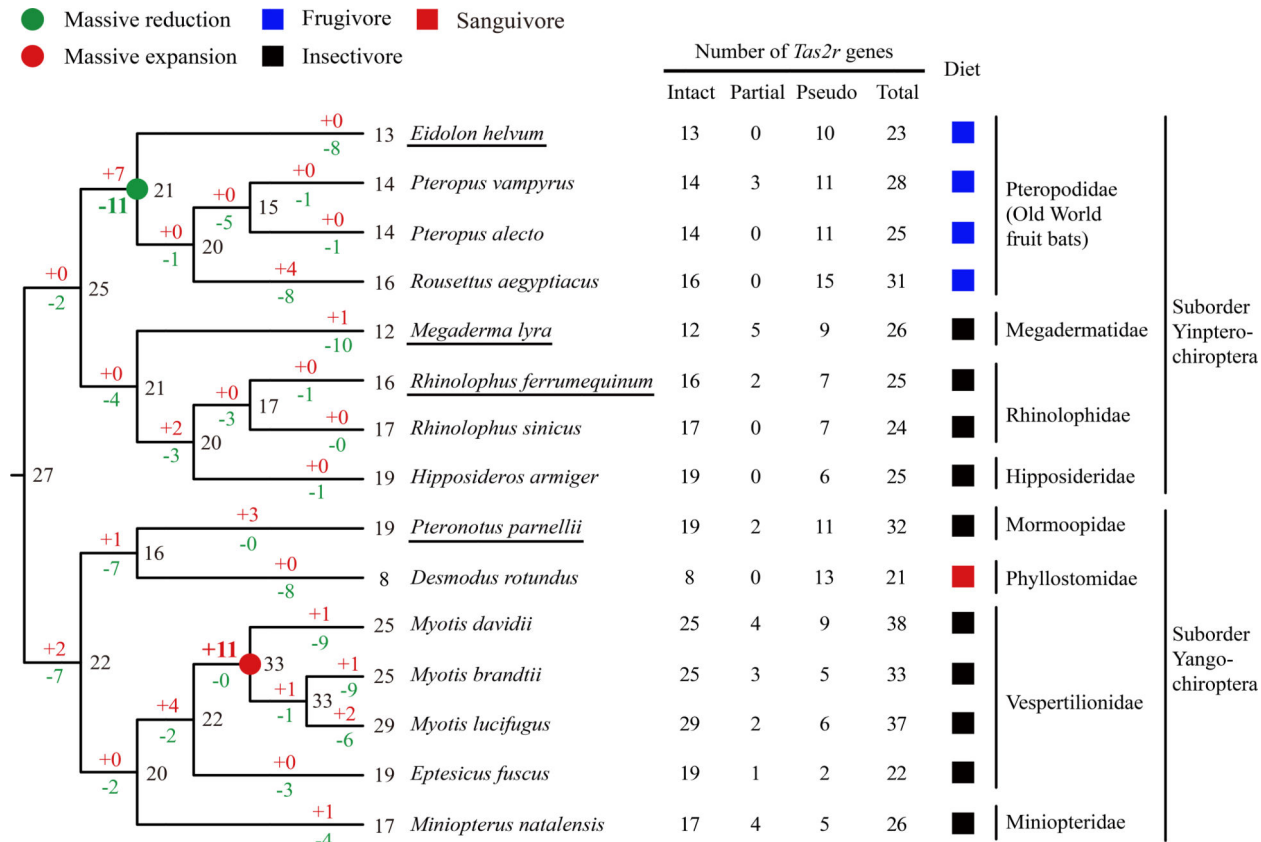 Massive reduction Frugivore Sanguivore
Massive expansion Insectivore
Number of Tas2r genes
Diet
Intact Partial Pseudo Total
+0
13 Eidolon helvum 13 0 10 23
-8
+7
-11
21
+0
14 Pteropus vampyrus 14 3 11 28
-1
+0
-5
15
+0
14 Pteropus alecto 14 0 11 25
-1
+0
-1
20
+4
16 Rousettus aegyptiacus 16 0 15 31
-8
Pteropodidae
(Old World
fruit bats)
+0
-2
25
+1
12 Megaderma lyra 12 5 9 26 Megadermatidae
-10
Suborder
Yinptero-
chiroptera
+0
-4
21
+0
16 Rhinolophus ferrumequinum 16 2 7 25
-1
+0
-3
17
Rhinolophidae
+0
17 Rhinolophus sinicus 17 0 7 24
-0
+2
-3
20
+0
19 Hipposideros armiger 19 0 6 25 Hipposideridae
-1
27
+3
19 Pteronotus parnellii 19 2 11 32 Mormoopidae
-0
+1
-7
16
+0
8 Desmodus rotundus 8 0 13 21 Phyllostomidae
-8
+1
25 Myotis davidii 25 4 9 38
-9
+2
-7
22
+11
-0
33
+1
25 Myotis brandtii 25 3 5 33
-9
+1
-1
33
+2
29 Myotis lucifugus 29 2 6 37
-6
Vespertilionidae
Suborder
Yango-
chiroptera
+4
-2
22
+0
19 Eptesicus fuscus 19 1 2 22
-3
+0
-2
20
+1
17 Miniopterus natalensis 17 4 5 26 Miniopteridae
-4